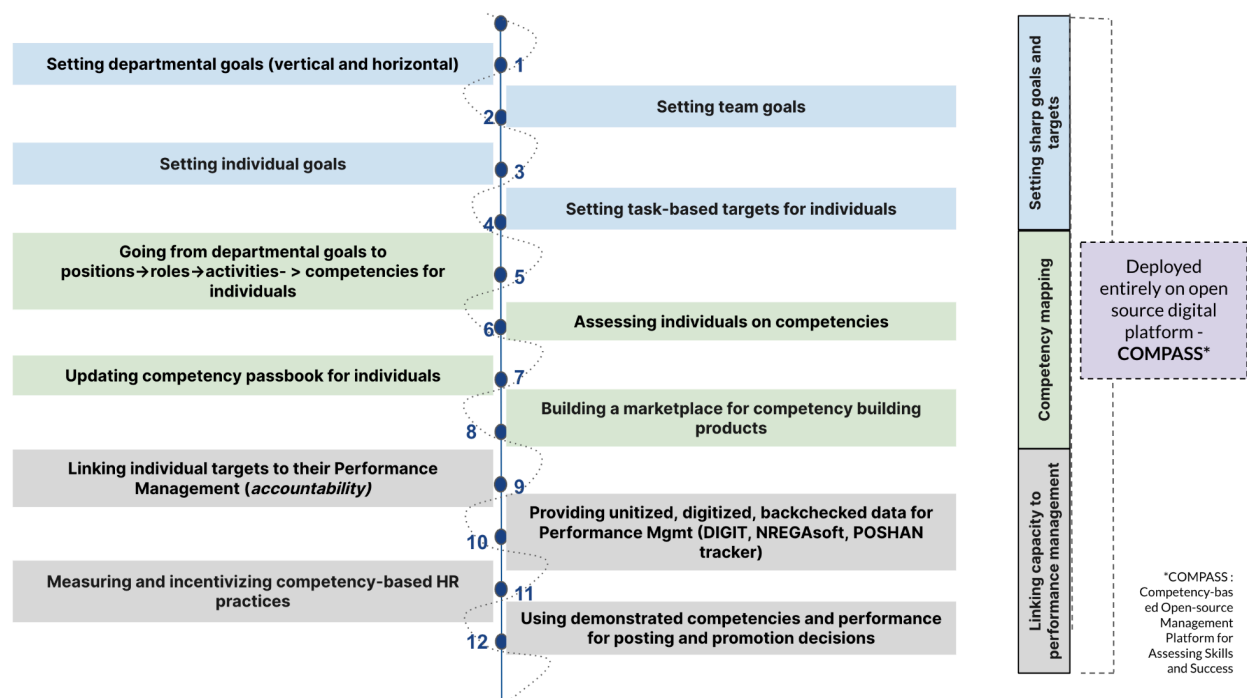 Setting departmental goals (vertical and horizontal)
1
2
Setting team goals
Setting individual goals
3
4
Setting task-based targets for individuals
Going from departmental goals to
positions→roles→activities- > competencies for
individuals
5
6
Assessing individuals on competencies
Updating competency passbook for individuals
7
8
Building a marketplace for competency building
products
Linking individual targets to their Performance
Management (accountability)
9
10
Providing unitized, digitized, backchecked data for
Performance Mgmt (DIGIT, NREGAsoft, POSHAN
tracker)
Measuring and incentivizing competency-based HR
practices
11
12
Using demonstrated competencies and performance
for posting and promotion decisions
Setting sharp goals and
targets
Competency mapping
Linking capacity to
performance management
Deployed
entirely on open
source digital
platform -
COMPASS*
*COMPASS :
Competency-bas
ed Open-source
Management
Platform for
Assessing Skills
and Success